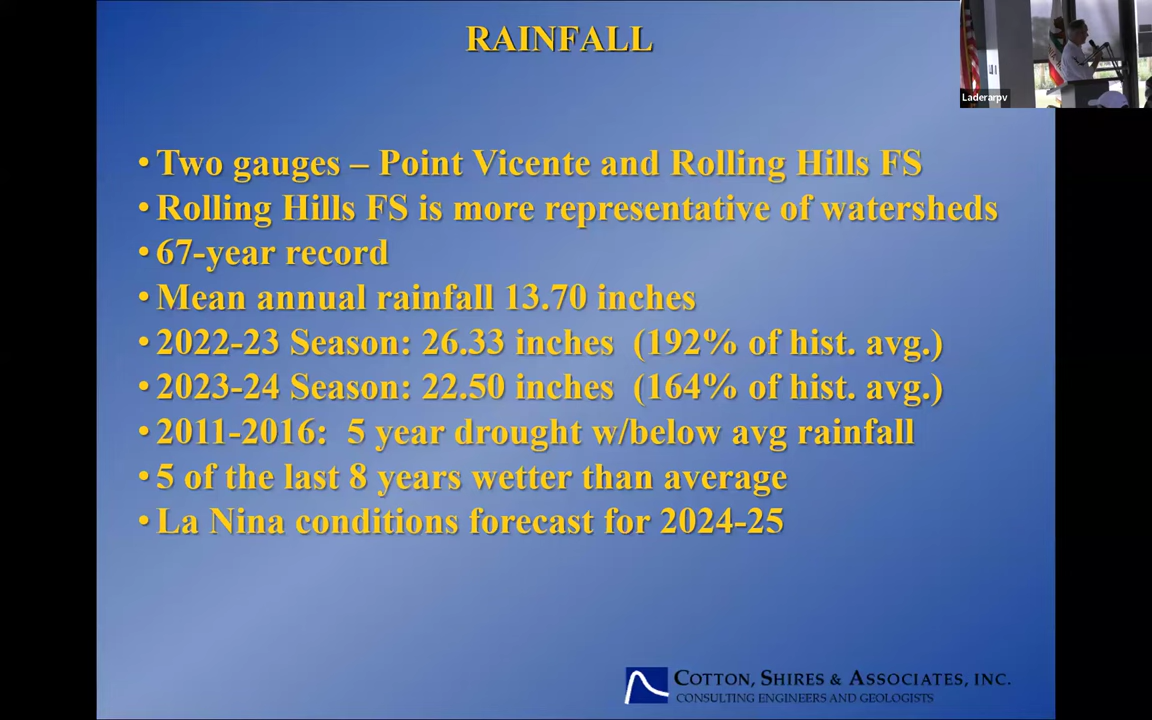 RAINFALL
Laderarpv
• Two gauges – Point Vicente and Rolling Hills FS
• Rolling Hills FS is more representative of watersheds
• 67-year record
• Mean annual rainfall 13.70 inches
• 2022-23 Season: 26.33 inches (192% of hist. avg.)
• 2023-24 Season: 22.50 inches (164% of hist. avg.)
• 2011-2016: 5 year drought w/below avg rainfall
• 5 of the last 8 years wetter than average
• La Nina conditions forecast for 2024-25
COTTON, SHIRES & ASSOCIATES, INC.
CONSULTING ENGINEERS AND GEOLOGISTS